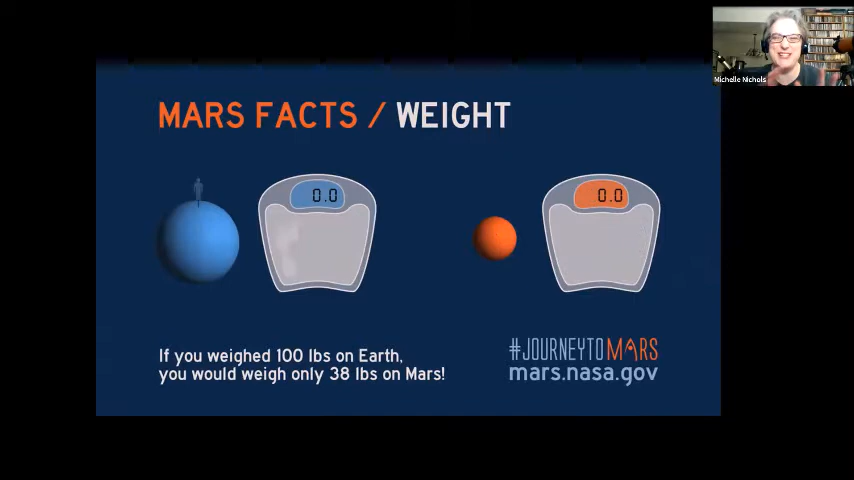 Michelle Nichols
MARS FACTS / WEIGHT
0.0
0.0
If you weighed 100 lbs on Earth,
you would weigh only 38 lbs on Mars!
#JOURNEYTOMARS
mars.nasa.gov